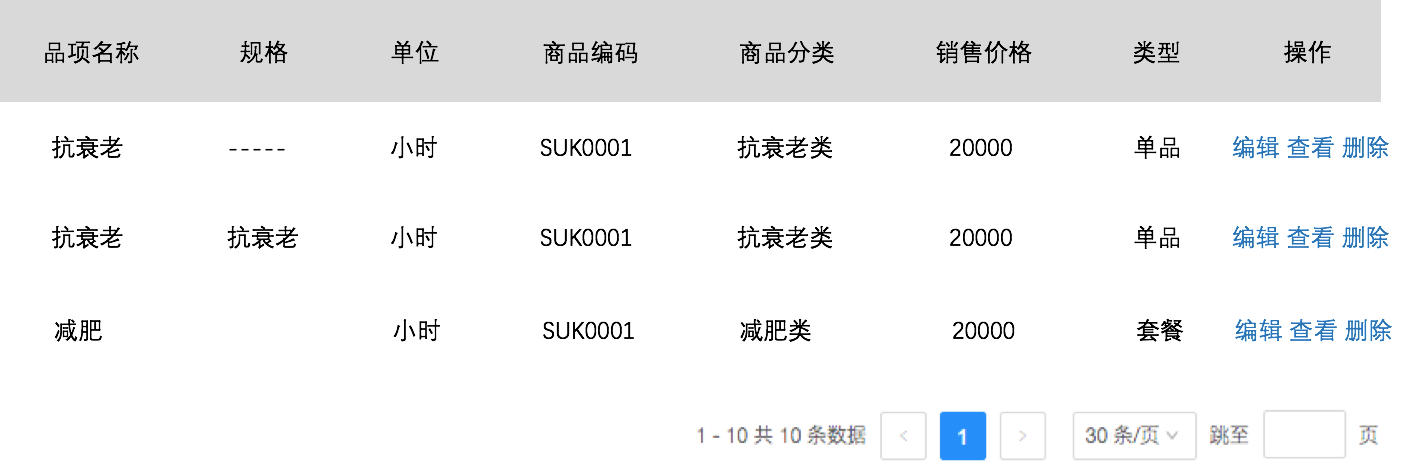 品项名称 规格 单位 商品编码 商品分类 销售价格 类型 操作
抗衰老 ----- 小时 SUK0001 抗衰老类 20000 单品 编辑 查看 删除
抗衰老 抗衰老 小时 SUK0001 抗衰老类 20000 单品 编辑 查看 删除
减肥 小时 SUK0001 减肥类 20000 套餐 编辑 查看 删除
1 - 10 共 10 条数据 < 1 > 30 条/页 跳至 页